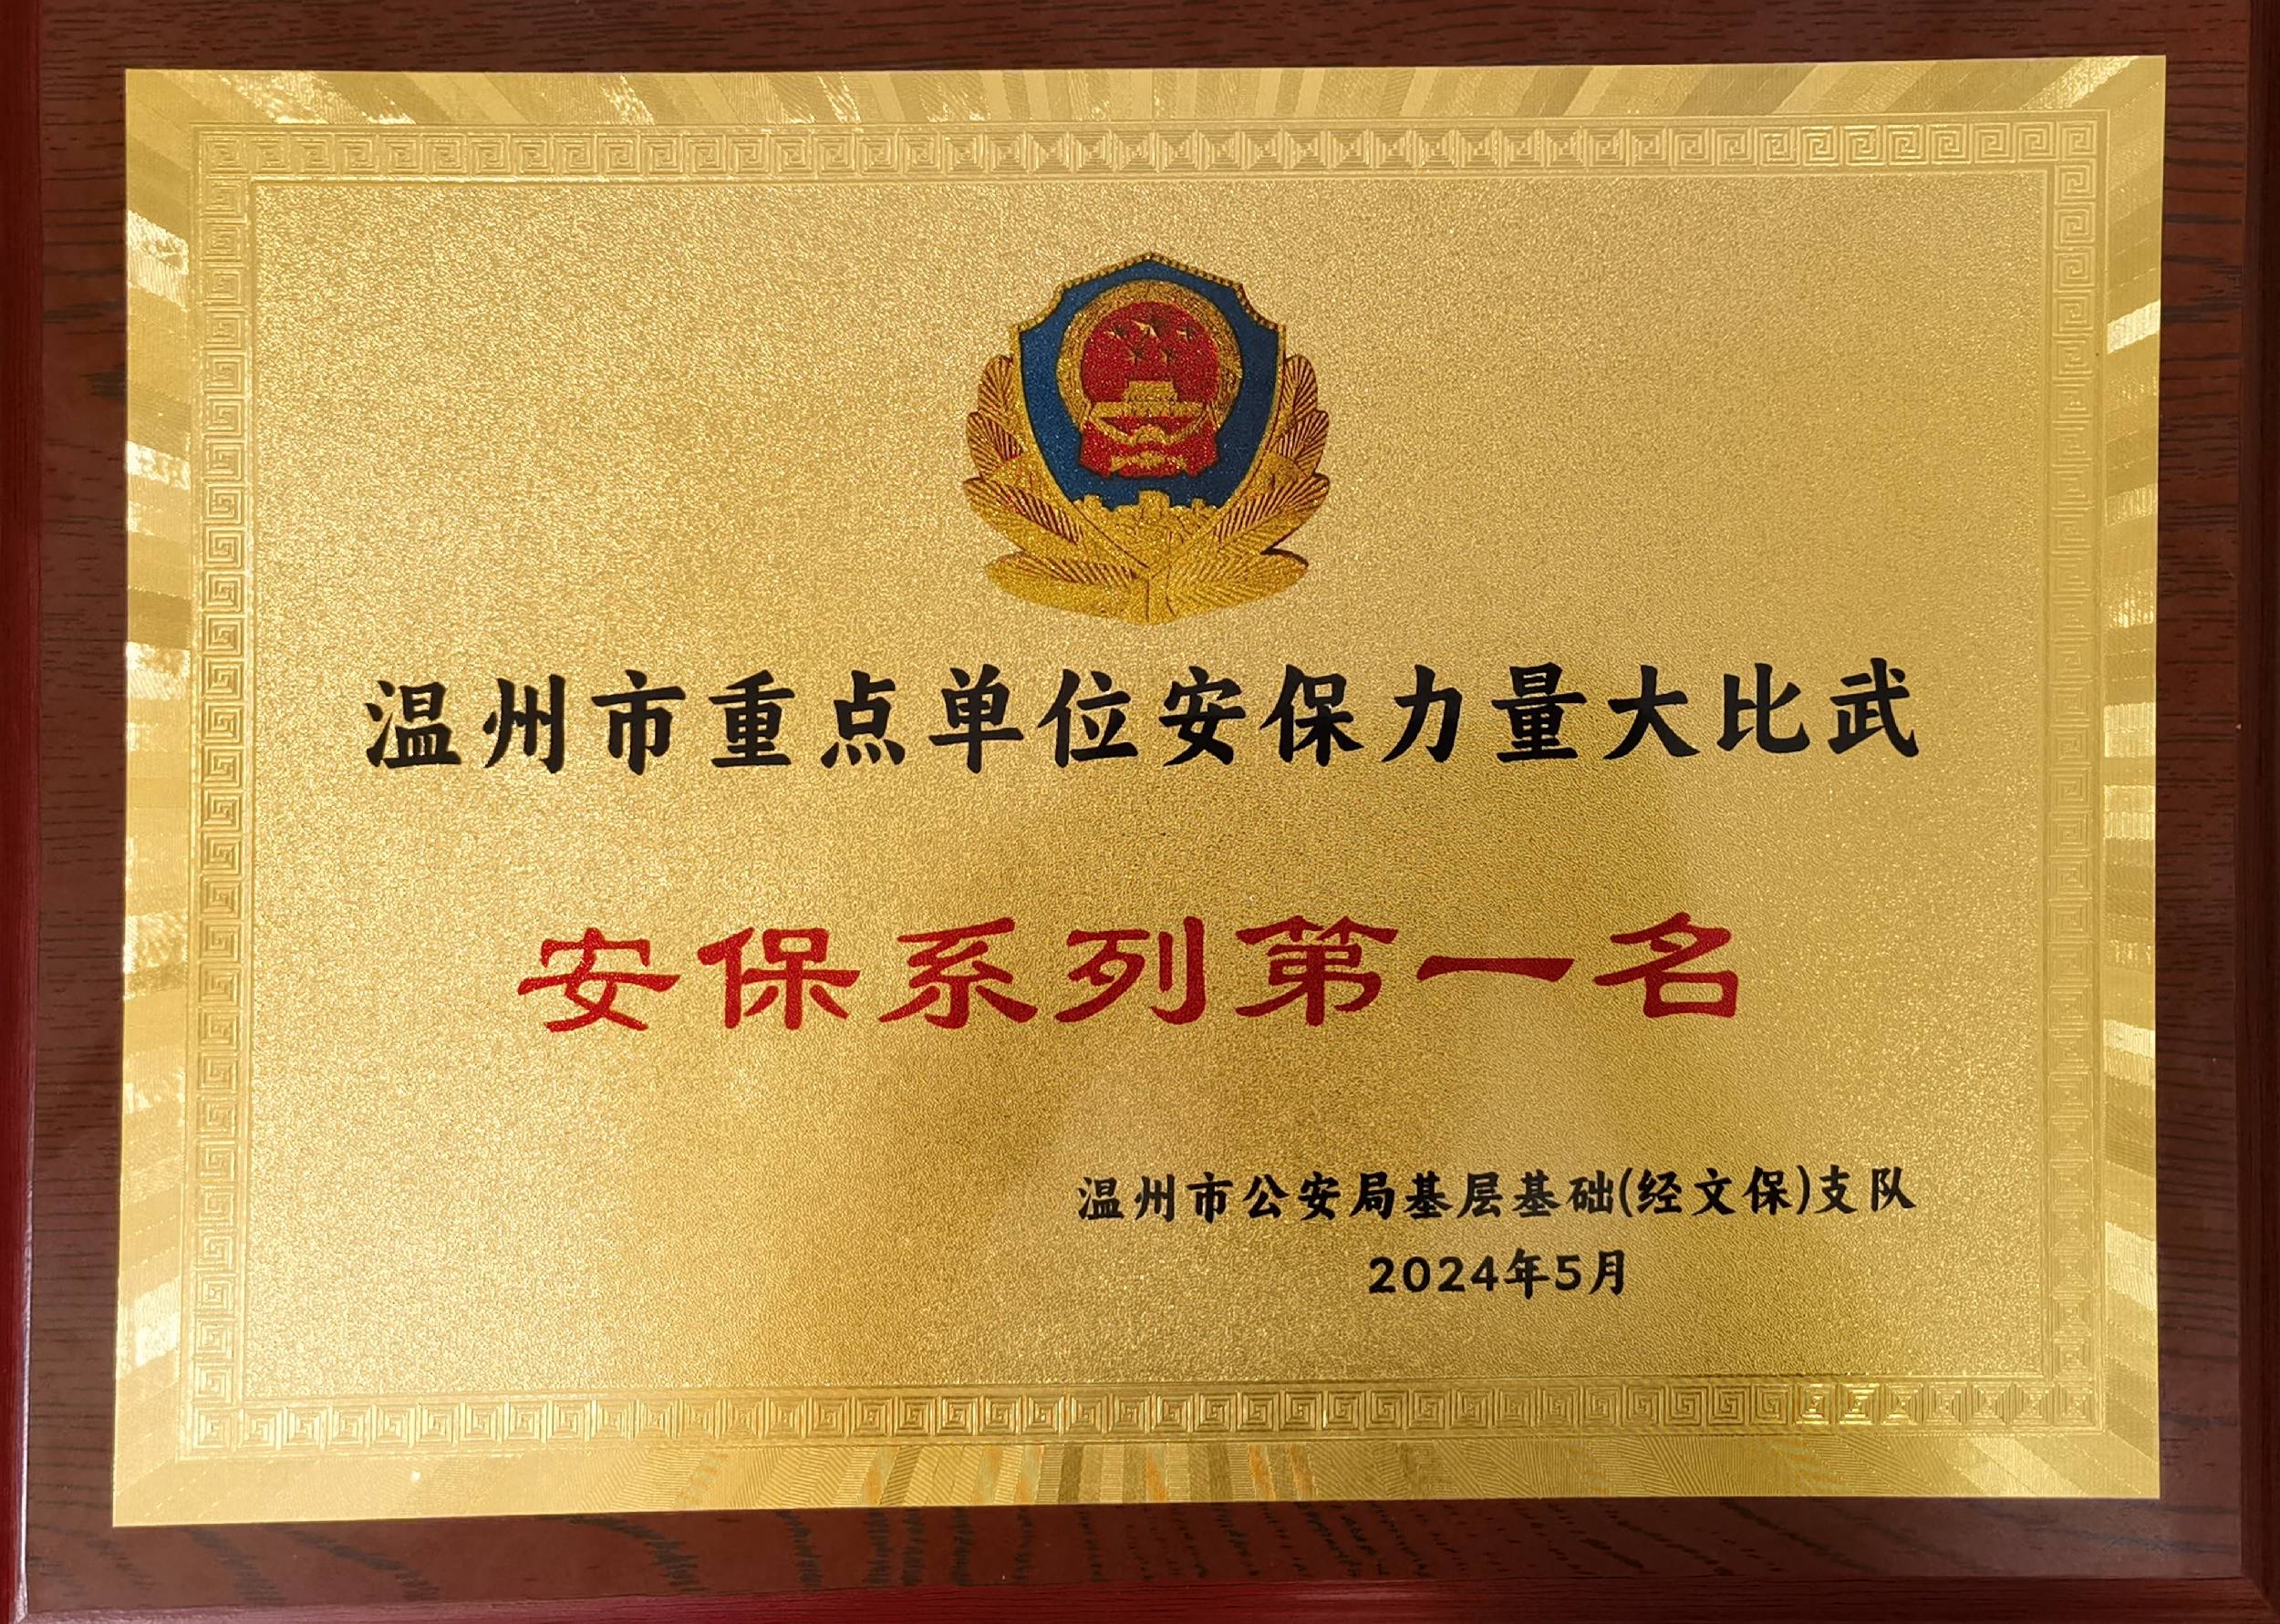 温州市重点单位安保力量大比武
安保系列第一名
温州市公安局基层基础(经文保)支队
2024年5月